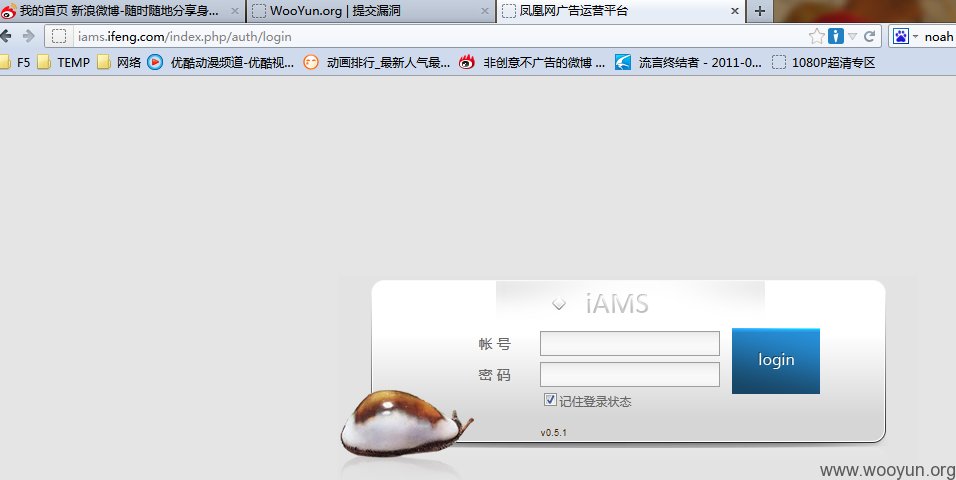 我的首页 新浪微博-随时随地分享身... WooYun.org | 提交漏洞 凤凰网广告运营平台
iams.ifeng.com/index.php/auth/login noah
F5 TEMP 网络 优酷动漫频道-优酷视... 动画排行_最新人气最... 非创意不广告的微博 ... 流言终结者 - 2011-0... 1080P超清专区
iAMS
帐 号
login
密 码
记住登录状态
v0.5.1
www.wooyun.org